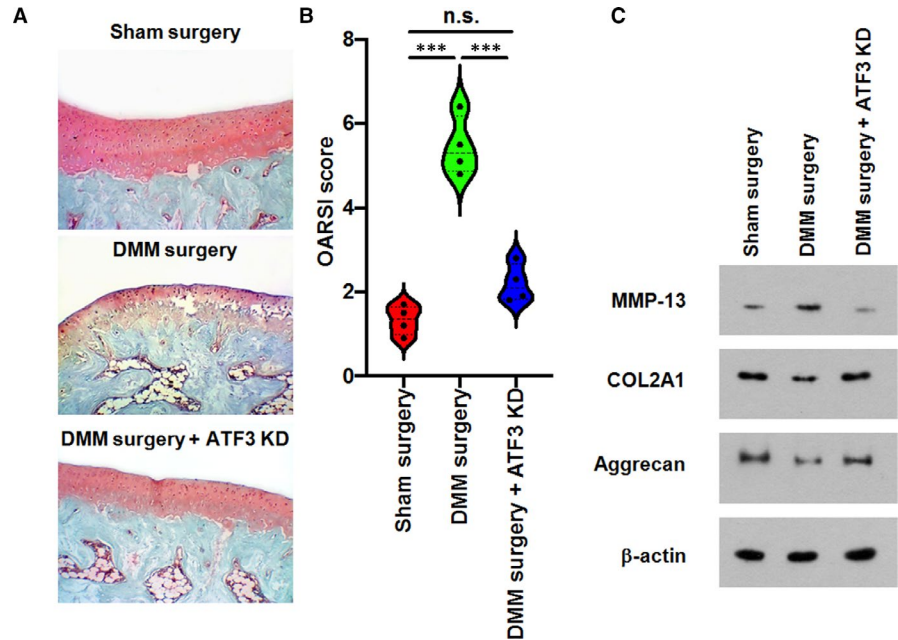 A
Sham surgery
DMM surgery
DMM surgery + ATF3 KD
B
n.s.
*** ***
OARSI score
8
6
4
2
0
Sham surgery
DMM surgery
DMM surgery + ATF3 KD
C
Sham surgery
DMM surgery
DMM surgery + ATF3 KD
MMP-13
COL2A1
Aggrecan
β-actin